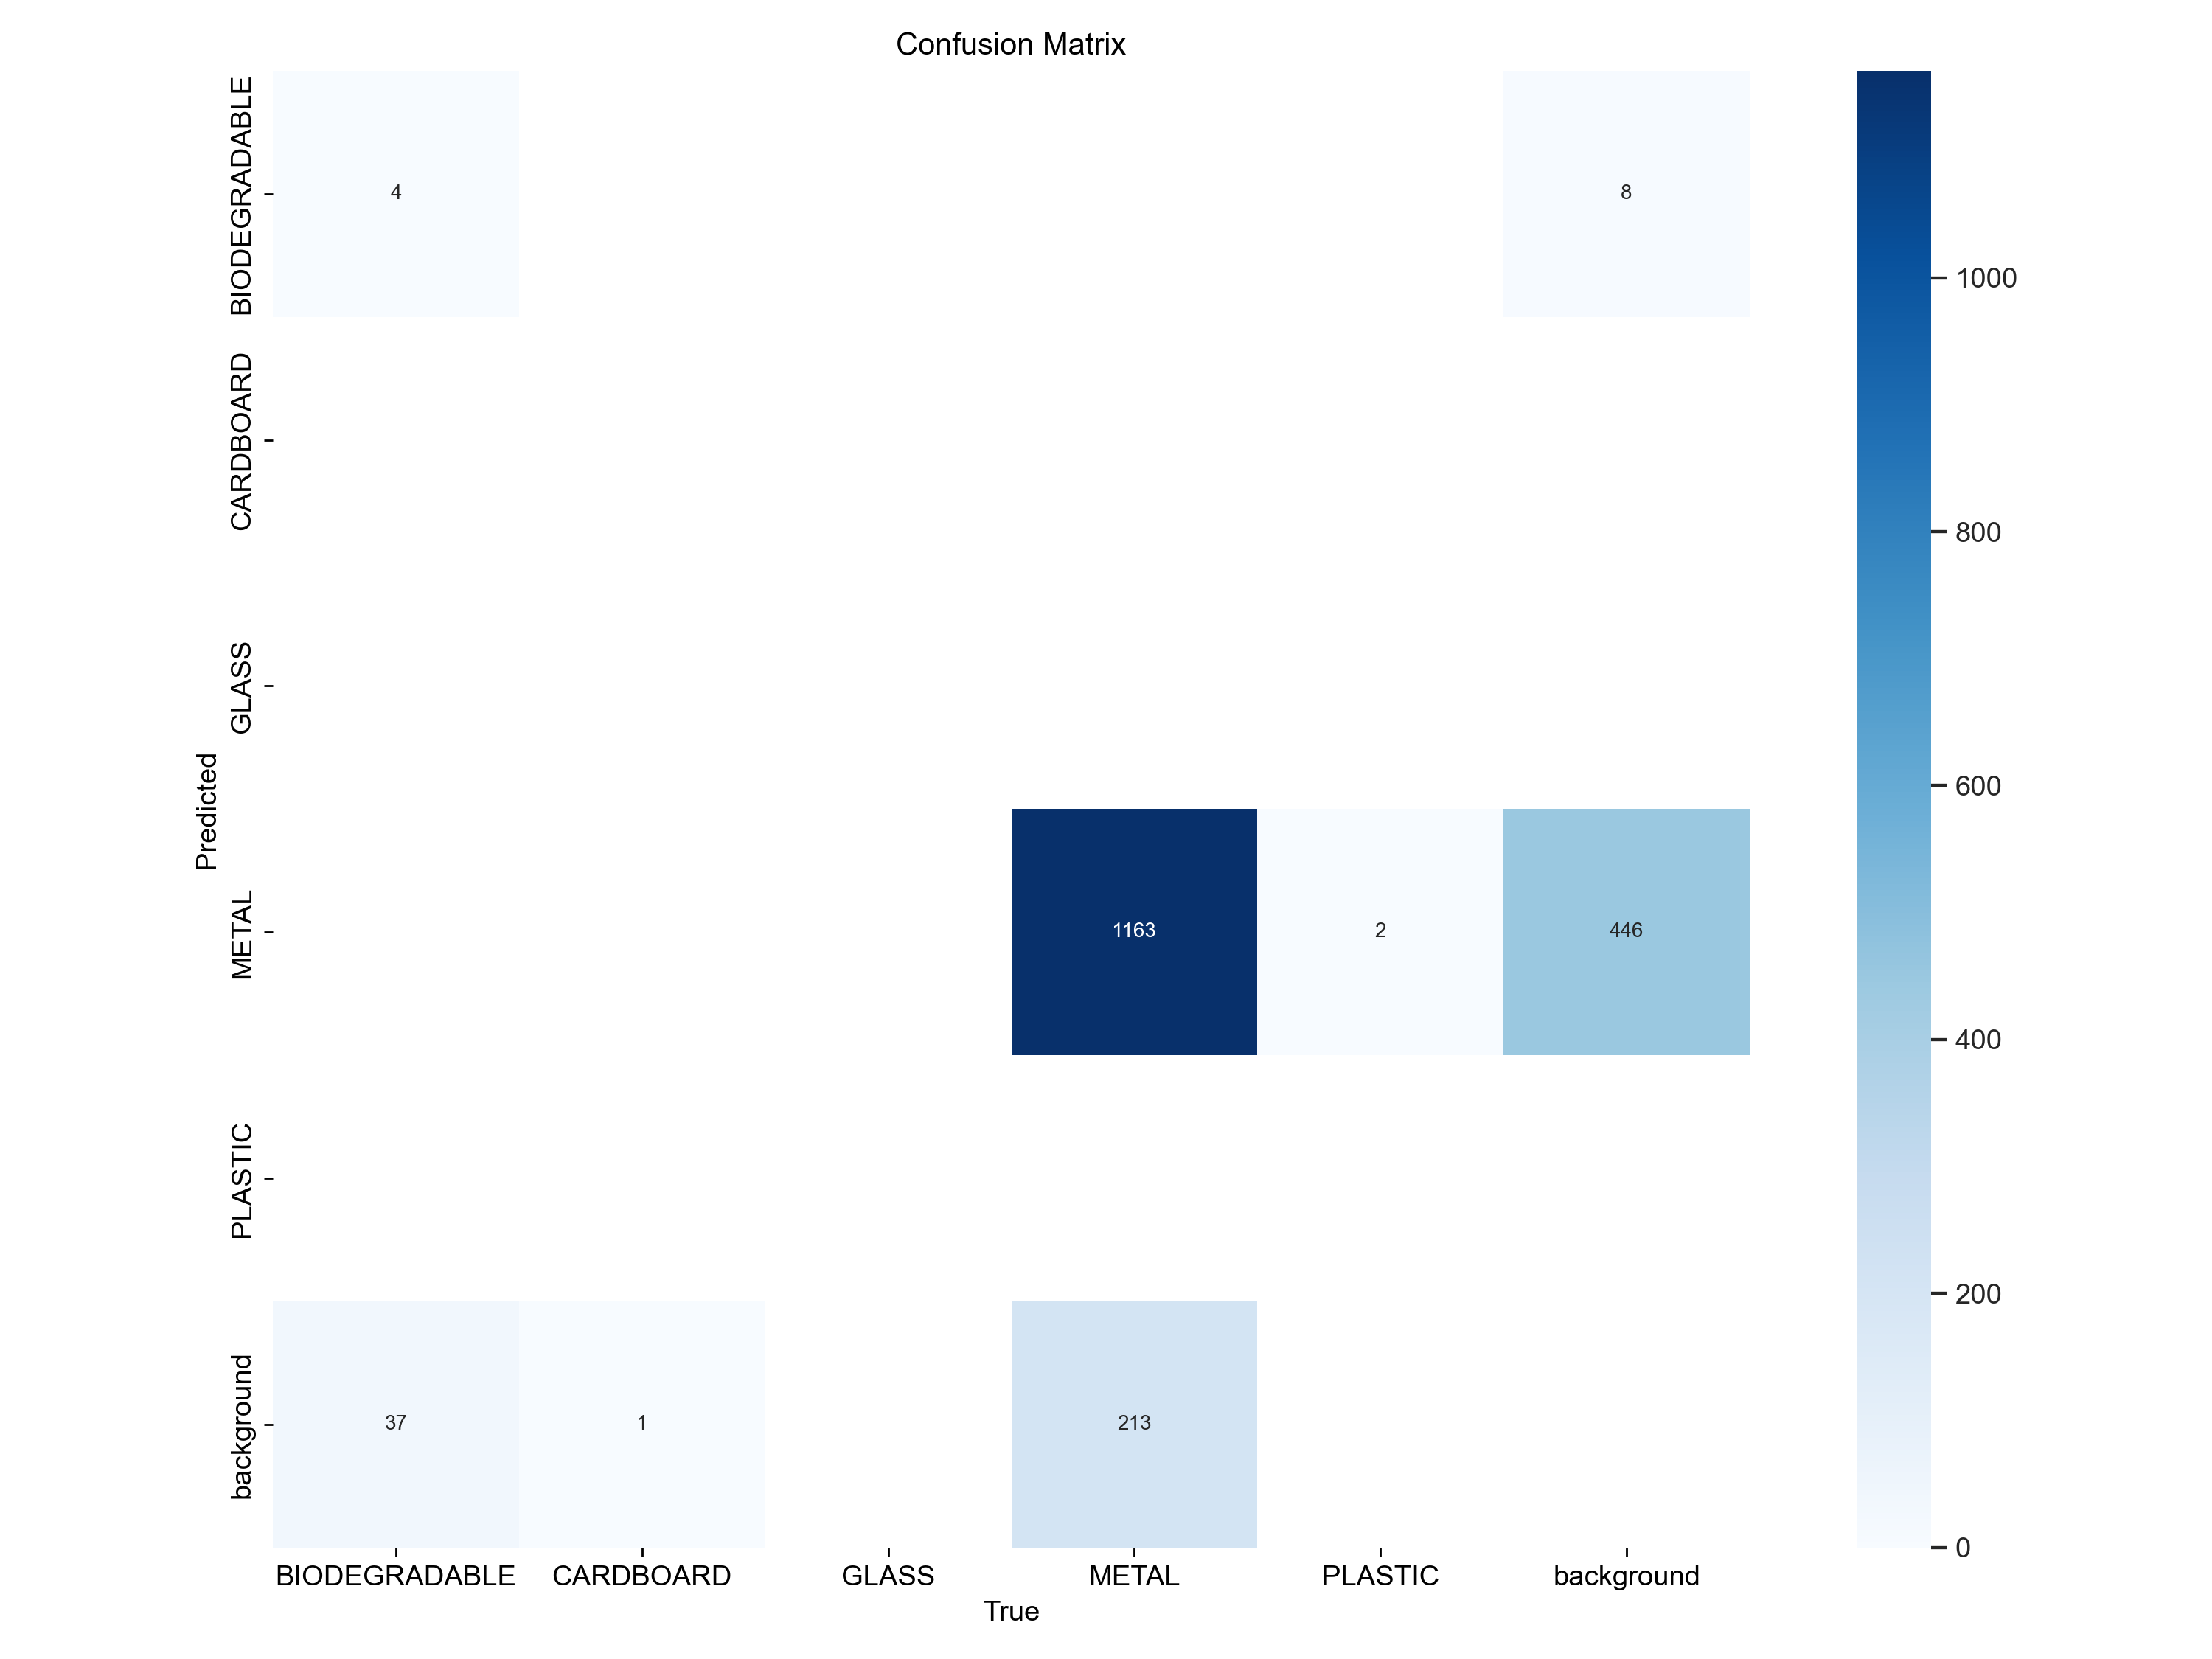 Confusion Matrix
BIODEGRADABLE
CARDBOARD
GLASS
METAL
PLASTIC
background
Predicted
4
8
1163
2
446
37
1
213
BIODEGRADABLE CARDBOARD GLASS METAL PLASTIC background
True
1000
800
600
400
200
0